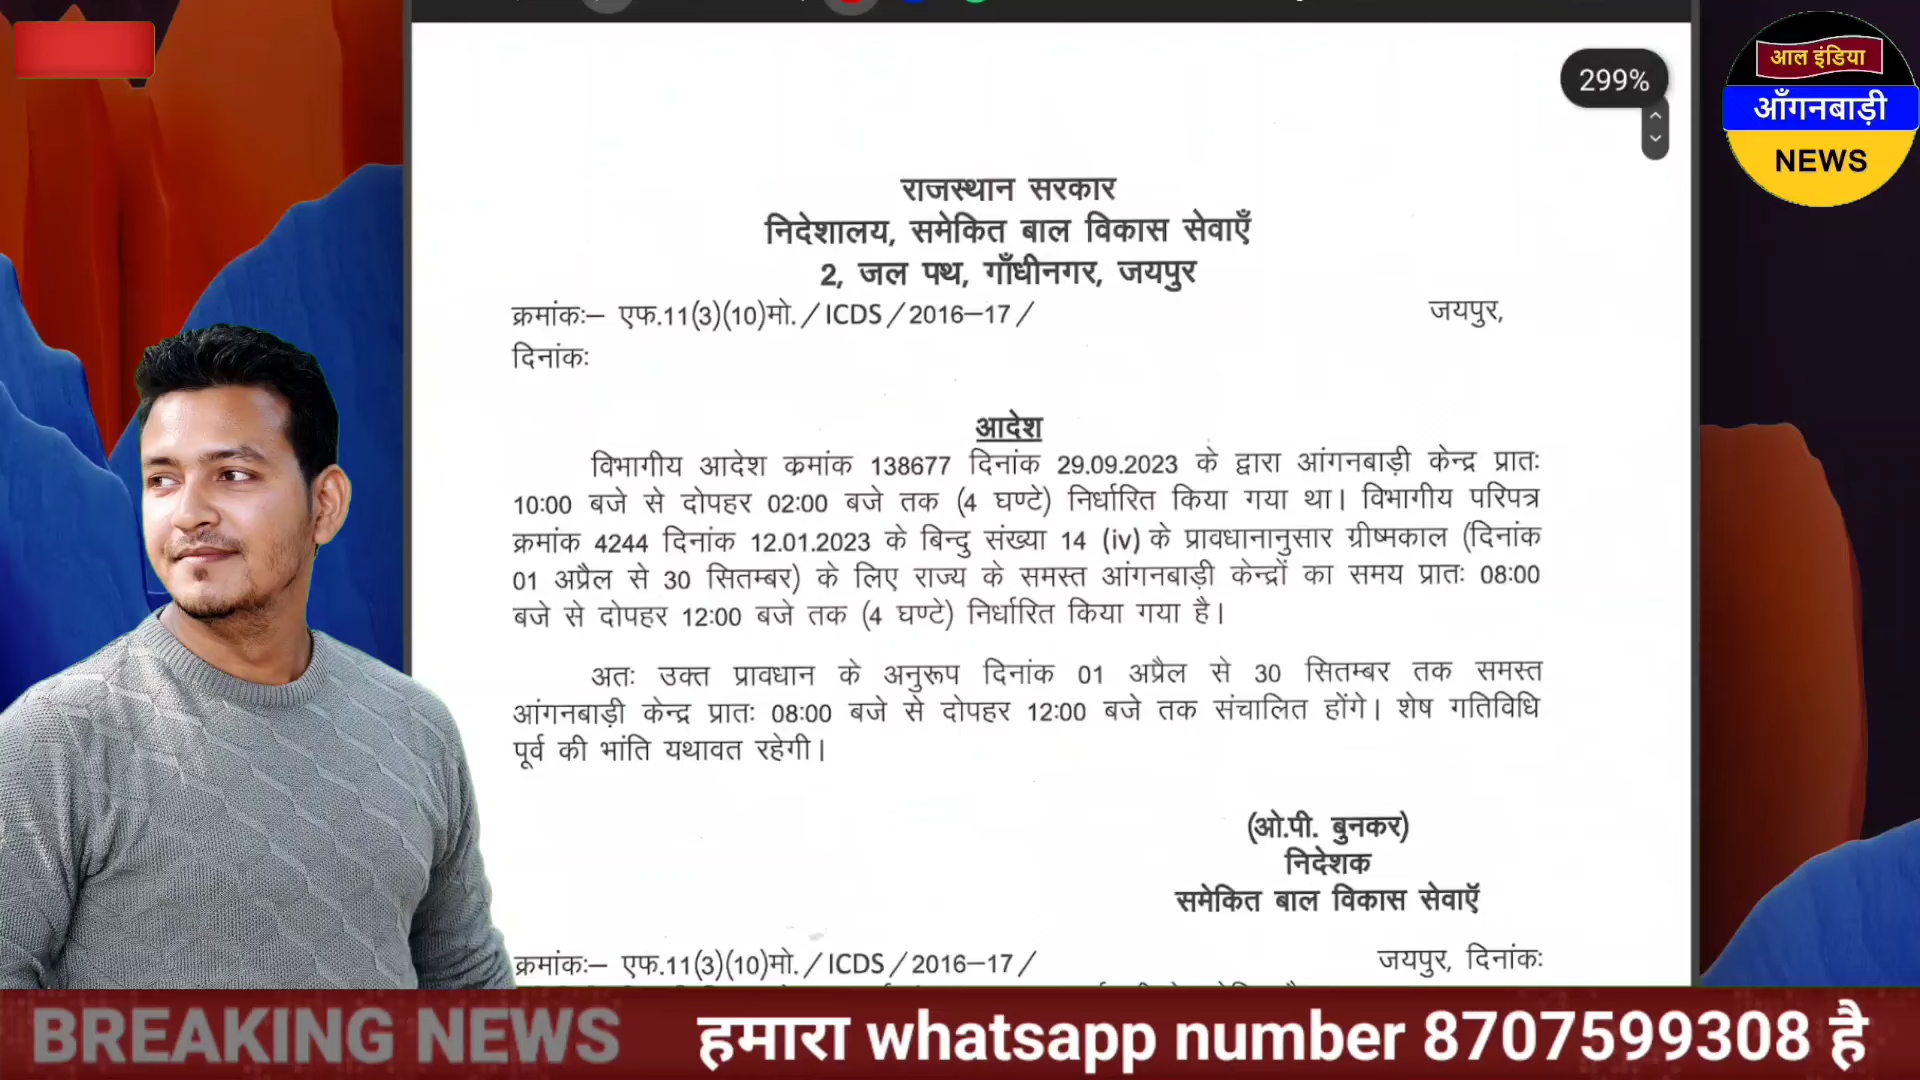 299%
आल इंडिया
आँगनबाड़ी
NEWS
राजस्थान सरकार
निदेशालय, समेकित बाल विकास सेवाएँ
2, जल पथ, गाँधीनगर, जयपुर
क्रमांकः– एफ.11(3)(10)मो./ICDS/2016–17/ जयपुर,
दिनांकः
आदेश
विभागीय आदेश क्रमांक 138677 दिनांक 29.09.2023 के द्वारा आंगनबाड़ी केन्द्र प्रातः
10:00 बजे से दोपहर 02:00 बजे तक (4 घण्टे) निर्धारित किया गया था। विभागीय परिपत्र
क्रमांक 4244 दिनांक 12.01.2023 के बिन्दु संख्या 14 (iv) के प्रावधानानुसार ग्रीष्मकाल (दिनांक
01 अप्रैल से 30 सितम्बर) के लिए राज्य के समस्त आंगनबाड़ी केन्द्रों का समय प्रातः 08:00
बजे से दोपहर 12:00 बजे तक (4 घण्टे) निर्धारित किया गया है।
अतः उक्त प्रावधान के अनुरूप दिनांक 01 अप्रैल से 30 सितम्बर तक समस्त
आंगनबाड़ी केन्द्र प्रातः 08:00 बजे से दोपहर 12:00 बजे तक संचालित होंगे। शेष गतिविधि
पूर्व की भांति यथावत रहेगी।
(ओ.पी. बुनकर)
निदेशक
समेकित बाल विकास सेवाऍ
क्रमांकः– एफ.11(3)(10)मो./ICDS/2016–17/ जयपुर, दिनांकः
BREAKING NEWS
हमारा whatsapp number 8707599308 है